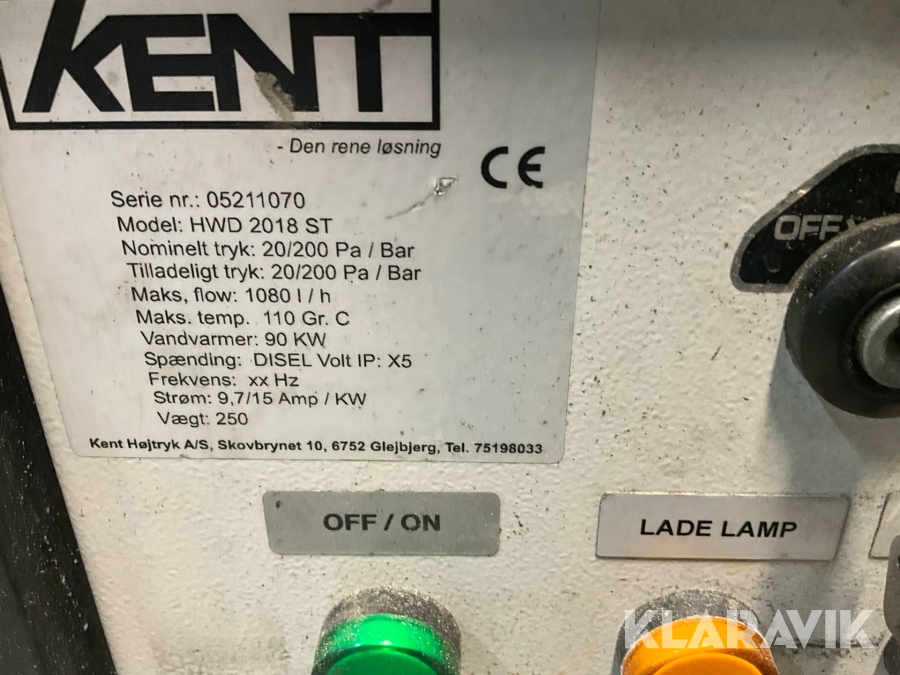 KENT
- Den rene løsning
CE
Serie nr.: 05211070
Model: HWD 2018 ST
Nominelt tryk: 20/200 Pa / Bar
Tilladeligt tryk: 20/200 Pa / Bar
Maks, flow: 1080 l / h
Maks. temp. 110 Gr. C
Vandvarmer: 90 KW
Spænding: DISEL Volt IP: X5
Frekvens: xx Hz
Strøm: 9,7/15 Amp / KW
Vægt: 250
Kent Højtryk A/S, Skovbrynet 10, 6752 Glejbjerg, Tel. 75198033
OFF
OFF / ON
LADE LAMP
KLARAVIK